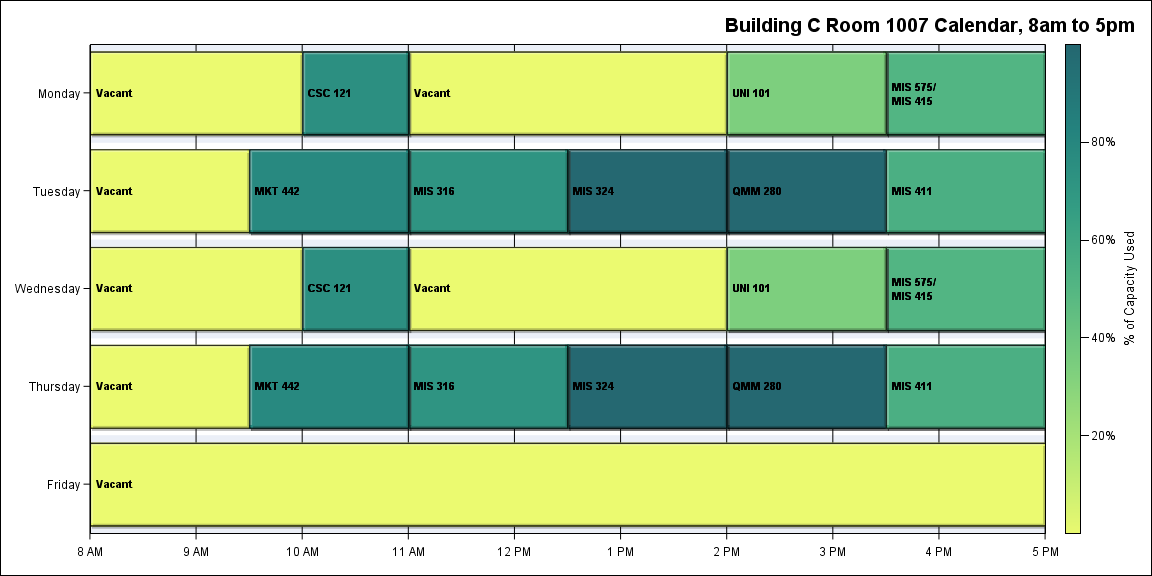 Building C Room 1007 Calendar, 8am to 5pm
Monday
Vacant
CSC 121
Vacant
UNI 101
MIS 575/
MIS 415
Tuesday
Vacant
MKT 442
MIS 316
MIS 324
QMM 280
MIS 411
Wednesday
Vacant
CSC 121
Vacant
UNI 101
MIS 575/
MIS 415
Thursday
Vacant
MKT 442
MIS 316
MIS 324
QMM 280
MIS 411
Friday
Vacant
8 AM
9 AM
10 AM
11 AM
12 PM
1 PM
2 PM
3 PM
4 PM
5 PM
80%
60%
40%
20%
% of Capacity Used